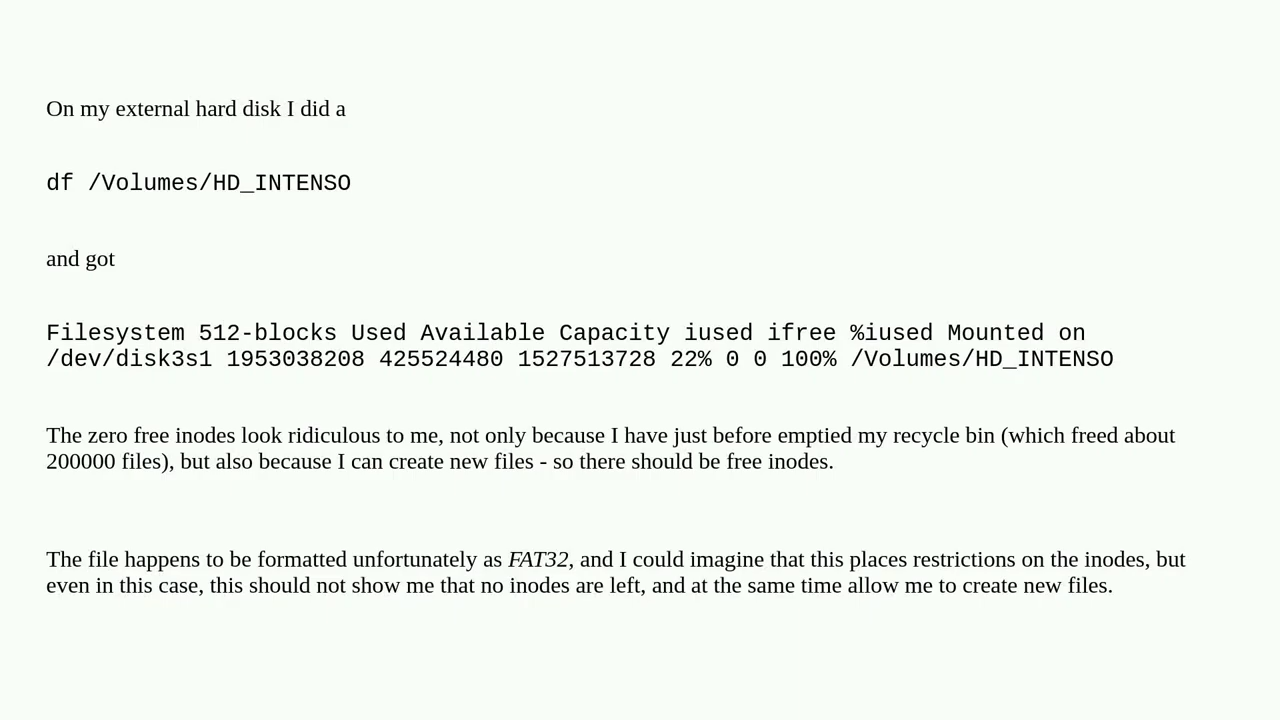 On my external hard disk I did a
df /Volumes/HD_INTENSO
and got
Filesystem 512-blocks Used Available Capacity iused ifree %iused Mounted on
/dev/disk3s1 1953038208 425524480 1527513728 22% 0 0 100% /Volumes/HD_INTENSO
The zero free inodes look ridiculous to me, not only because I have just before emptied my recycle bin (which freed about
200000 files), but also because I can create new files - so there should be free inodes.
The file happens to be formatted unfortunately as FAT32, and I could imagine that this places restrictions on the inodes, but
even in this case, this should not show me that no inodes are left, and at the same time allow me to create new files.